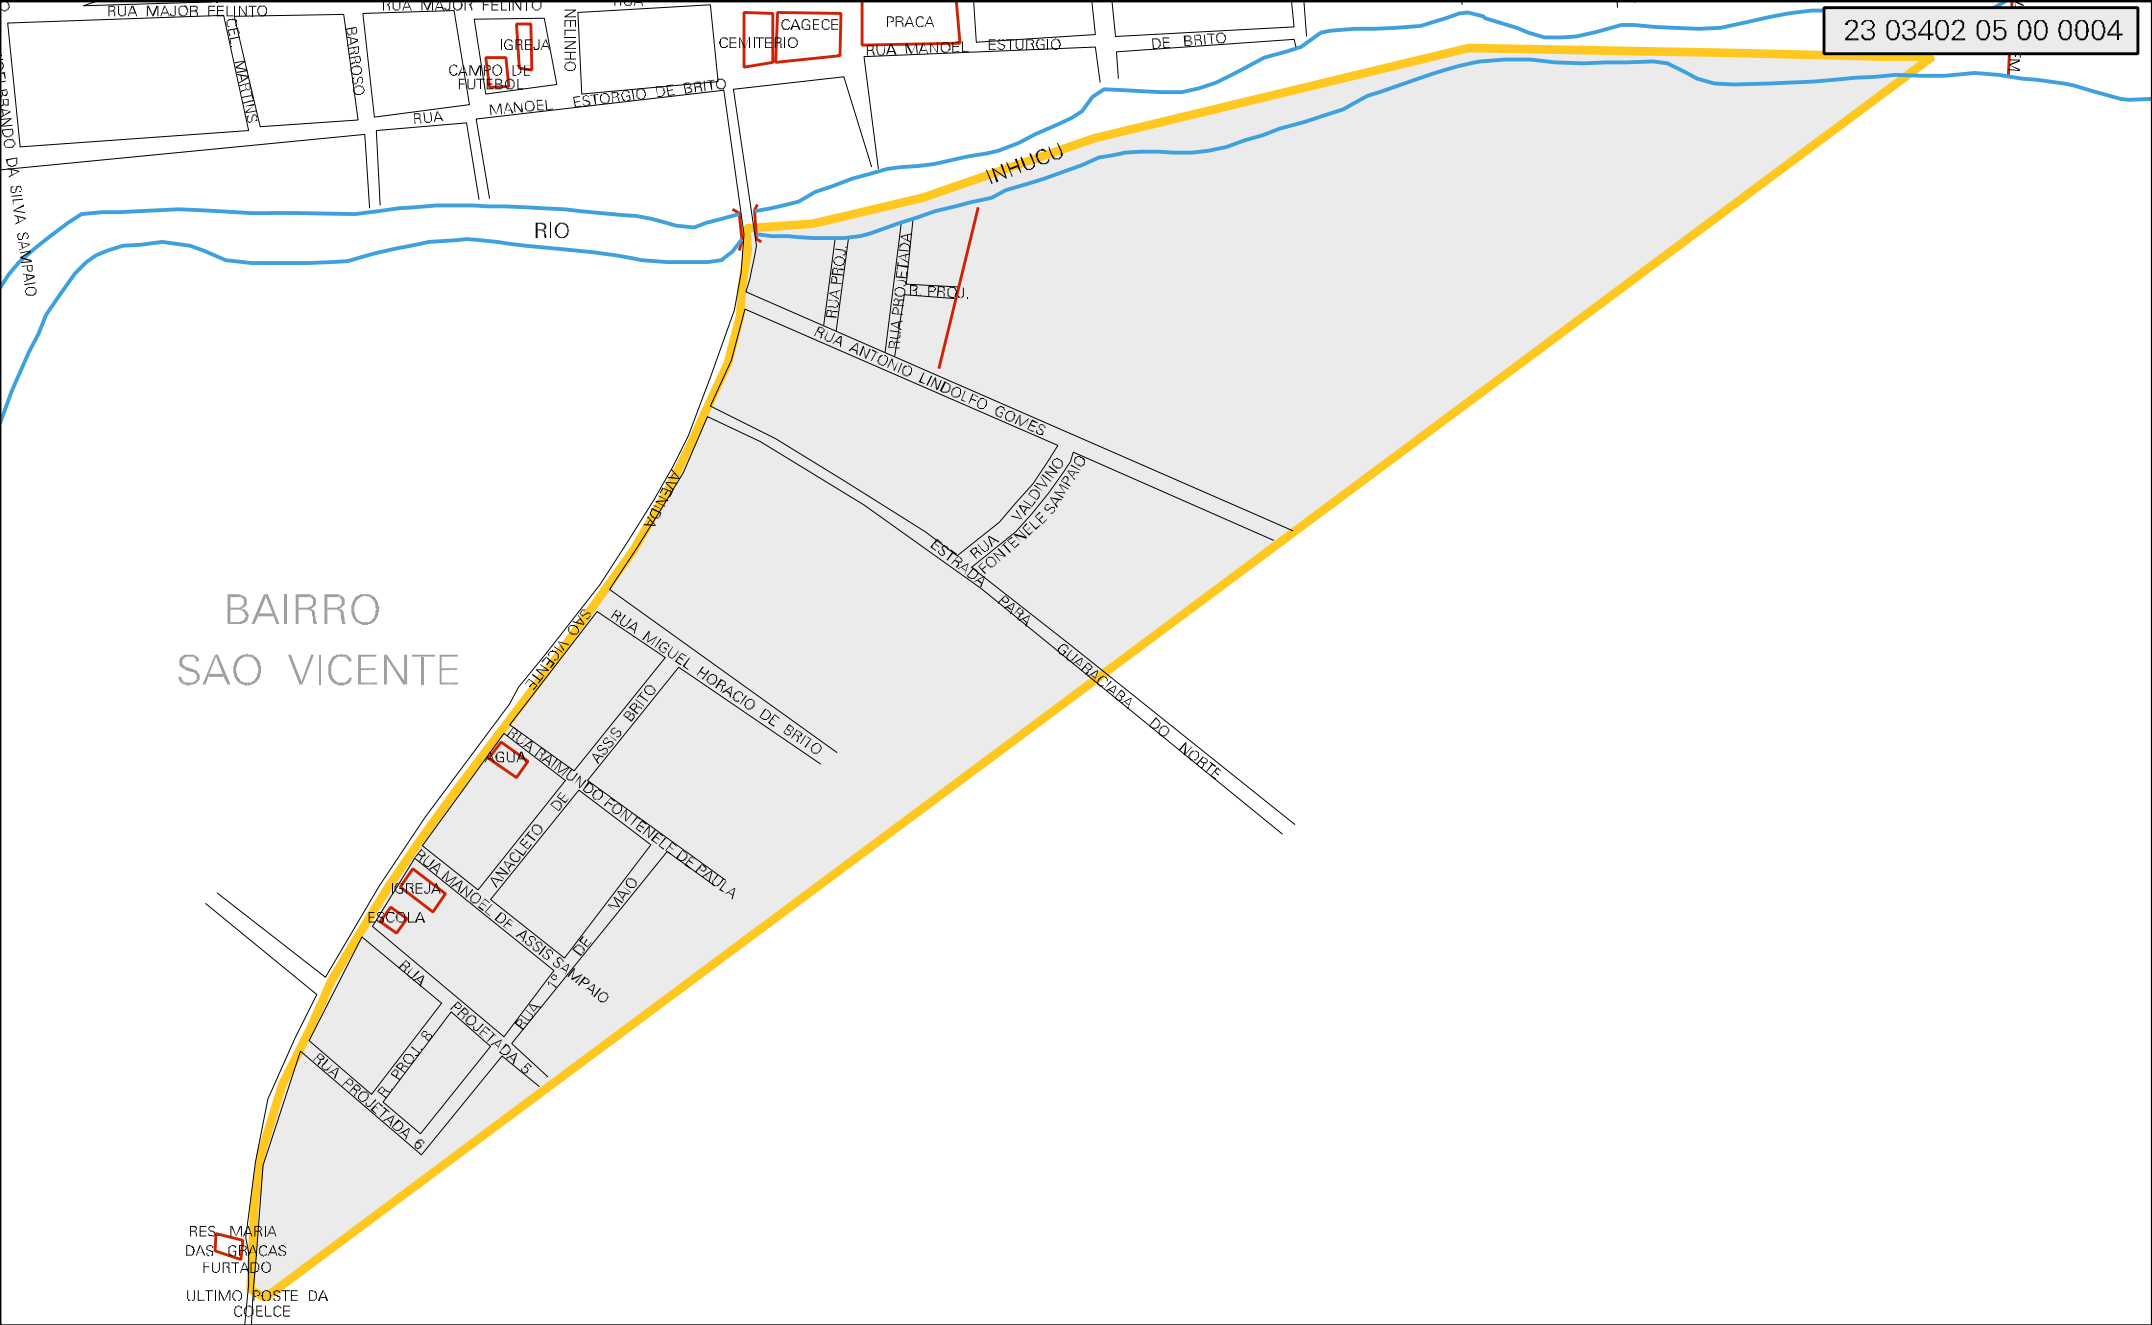 RUA MAJOR FELINTO
RUA MAJOR FELINTO
RUA
23 03402 05 00 0004
CEL. MARTINS
BARROSO
NELINHO
IGREJA
CAMPO DE
FUTEBOL
CEMITERIO
CAGECE
PRACA
RUA MANOEL ESTURGIO DE BRITO
RUA MANOEL ESTORGIO DE BRITO
DA SILVA SAMPAIO
RIO
INHUCU
RUA PROJ.
RUA PROJETADA
R. PROJ.
RUA ANTONIO LINDOLFO GOMES
RUA VALDIVINO
FONTENELE SAMPAIO
AVENIDA
SAO VICENTE
ESTRADA PARA GUARACIABA DO NORTE
BAIRRO
SAO VICENTE
RUA MIGUEL HORACIO DE BRITO
ANACLETO DE ASSIS BRITO
RUA RAIMUNDO FONTENELE DE PAULA
AGUA
RUA MANOEL DE ASSIS SAMPAIO
IGREJA
ESCOLA
RUA 1º DE MAIO
RUA PROJETADA 5
R PROJ. 8
RUA PROJETADA 6
RES. MARIA
DAS GRACAS
FURTADO
ULTIMO POSTE DA
COELCE